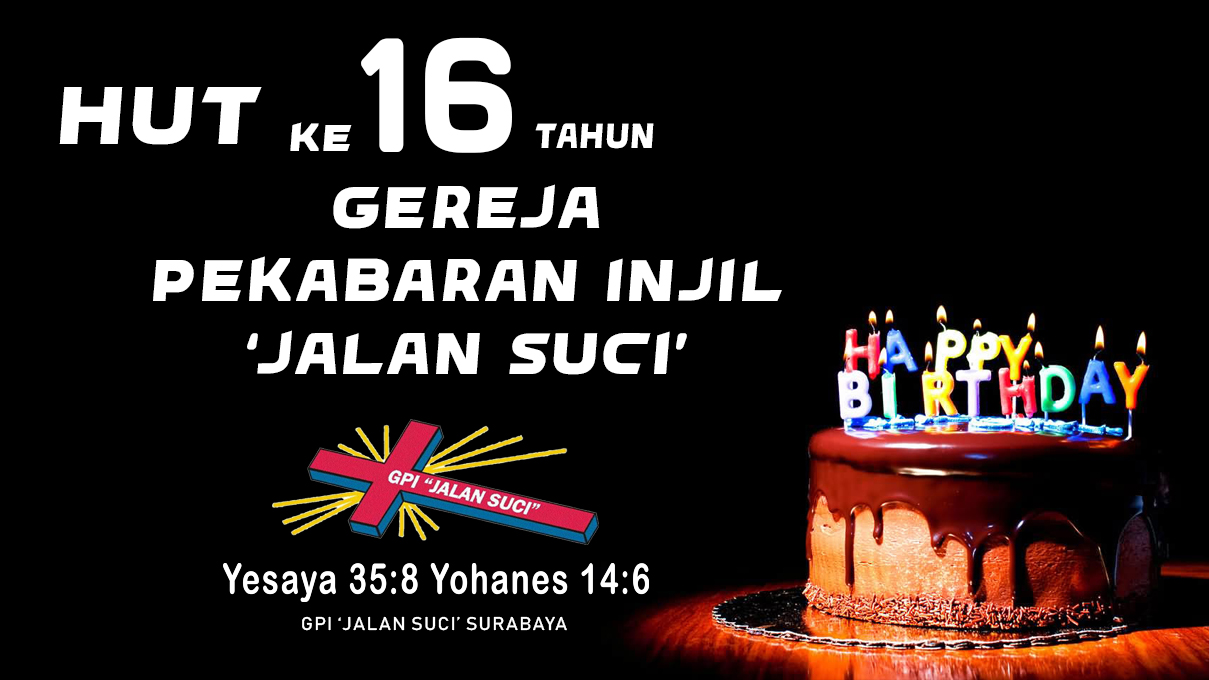 HUT KE 16 TAHUN
GEREJA
PEKABARAN INJIL
‘JALAN SUCI’
GPI “JALAN SUCI”
Yesaya 35:8 Yohanes 14:6
GPI ‘JALAN SUCI’ SURABAYA
HAPPY
BIRTHDAY